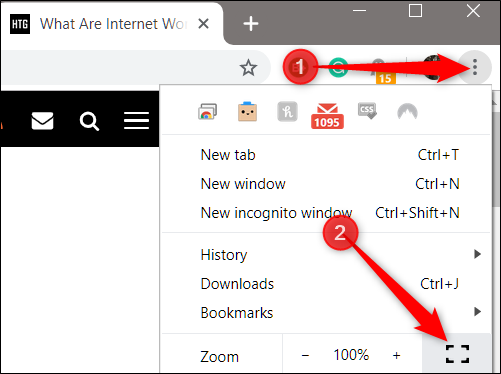 HTG What Are Internet Wo
1
15
1095
CSS
New tab Ctrl+T
New window Ctrl+N
New incognito window Ctrl+Shift+N
2
History
Downloads Ctrl+J
Bookmarks
Zoom - 100% +